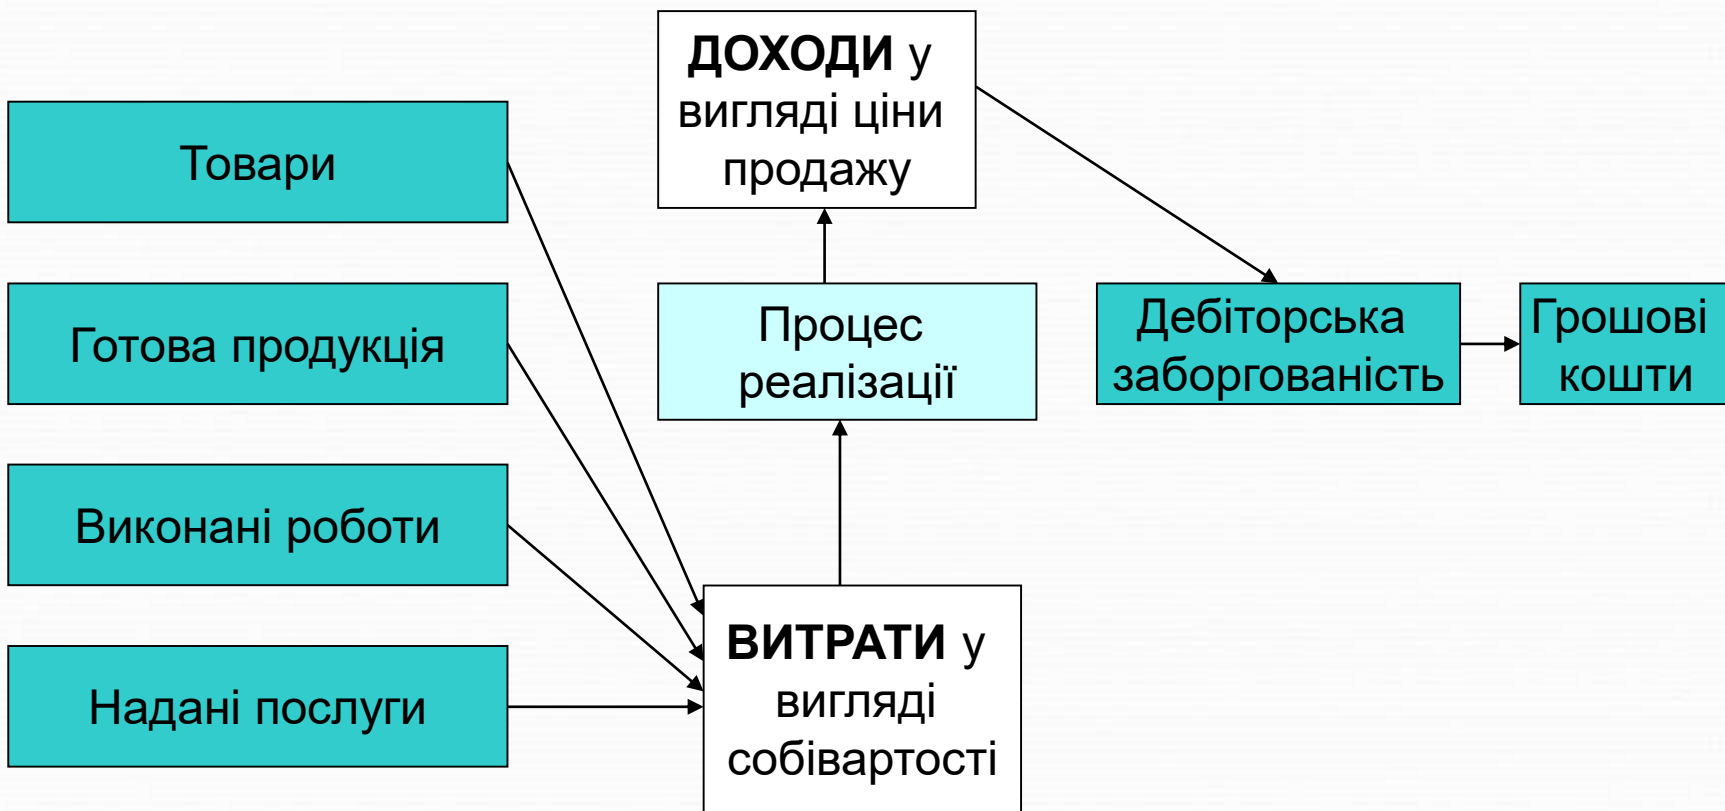 ДОХОДИ у
вигляді ціни
продажу
Товари
Готова продукція
Процес
реалізації
Дебіторська
заборгованість
Грошові
кошти
Виконані роботи
Надані послуги
ВИТРАТИ у
вигляді
собівартості